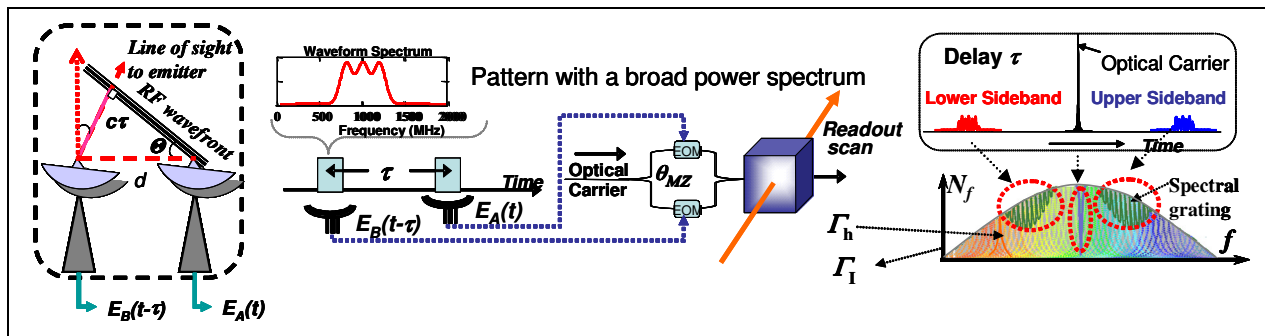 Line of sight
to emitter
RF wavefront
cτ
Θ
d
E_B(t-τ)
E_A(t)
Waveform Spectrum
0 500 1000 1500 2000
Frequency (MHz)
Pattern with a broad power spectrum
τ
Time
E_B(t-τ)
E_A(t)
Optical
Carrier
EOM
θ_MZ
EOM
Readout
scan
Delay τ
Optical Carrier
Lower Sideband
Upper Sideband
Time
N_f
Spectral
grating
Γ_h
Γ_I
f